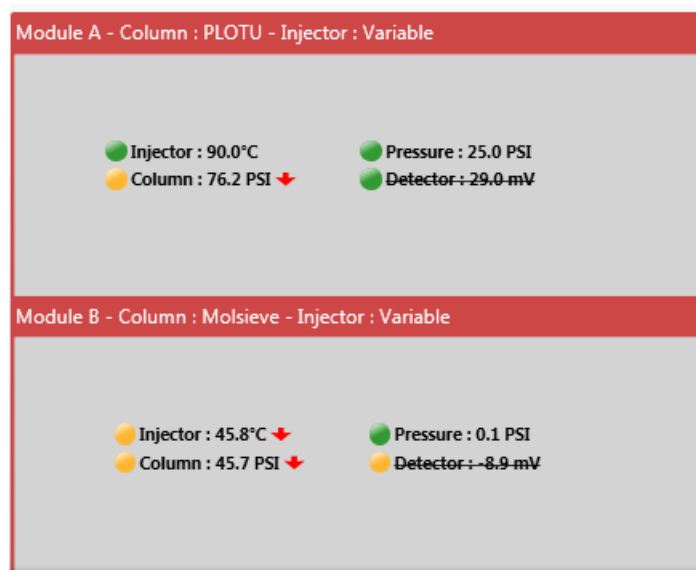 Module A - Column : PLOTU - Injector : Variable
Injector : 90.0°C Pressure : 25.0 PSI
Column : 76.2 PSI Detector : 29.0 mV
Module B - Column : Molsieve - Injector : Variable
Injector : 45.8°C Pressure : 0.1 PSI
Column : 45.7 PSI Detector : -8.9 mV